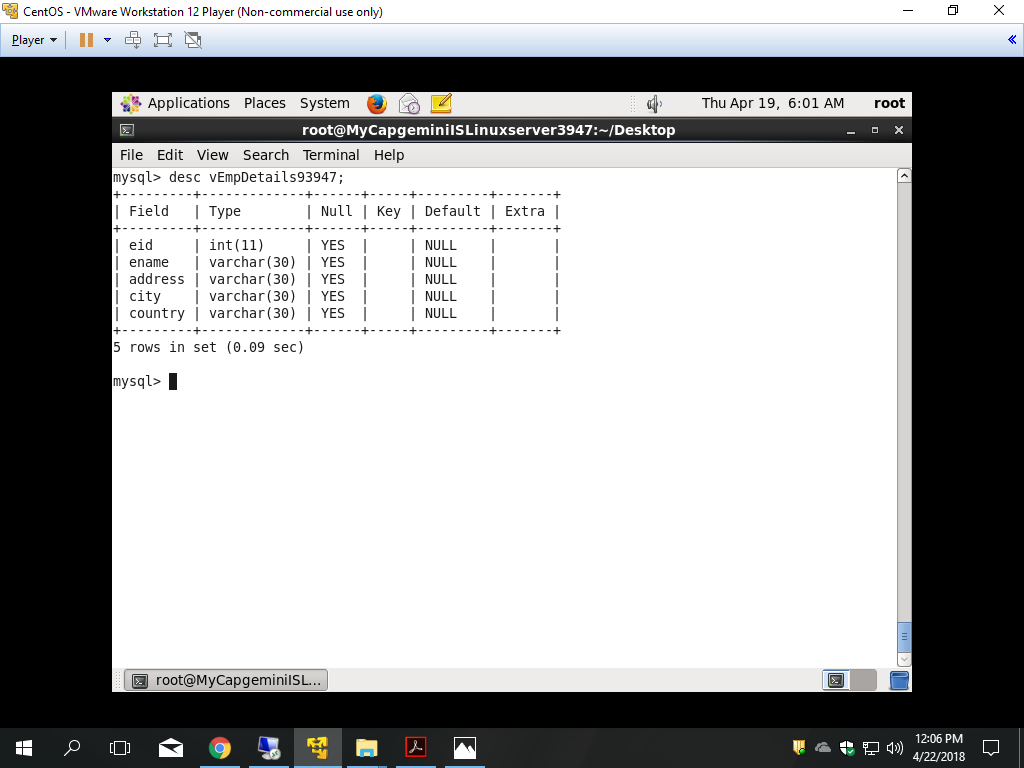 CentOS - VMware Workstation 12 Player (Non-commercial use only)
Player
Applications Places System Thu Apr 19, 6:01 AM root
root@MyCapgeminiISLinuxserver3947:~/Desktop
File Edit View Search Terminal Help
mysql> desc vEmpDetails93947;
+---------+-------------+------+-----+---------+-------+
| Field   | Type        | Null | Key | Default | Extra |
+---------+-------------+------+-----+---------+-------+
| eid     | int(11)     | YES  |     | NULL    |       |
| ename   | varchar(30) | YES  |     | NULL    |       |
| address | varchar(30) | YES  |     | NULL    |       |
| city    | varchar(30) | YES  |     | NULL    |       |
| country | varchar(30) | YES  |     | NULL    |       |
+---------+-------------+------+-----+---------+-------+
5 rows in set (0.09 sec)
mysql>
root@MyCapgeminiISL...
12:06 PM
4/22/2018